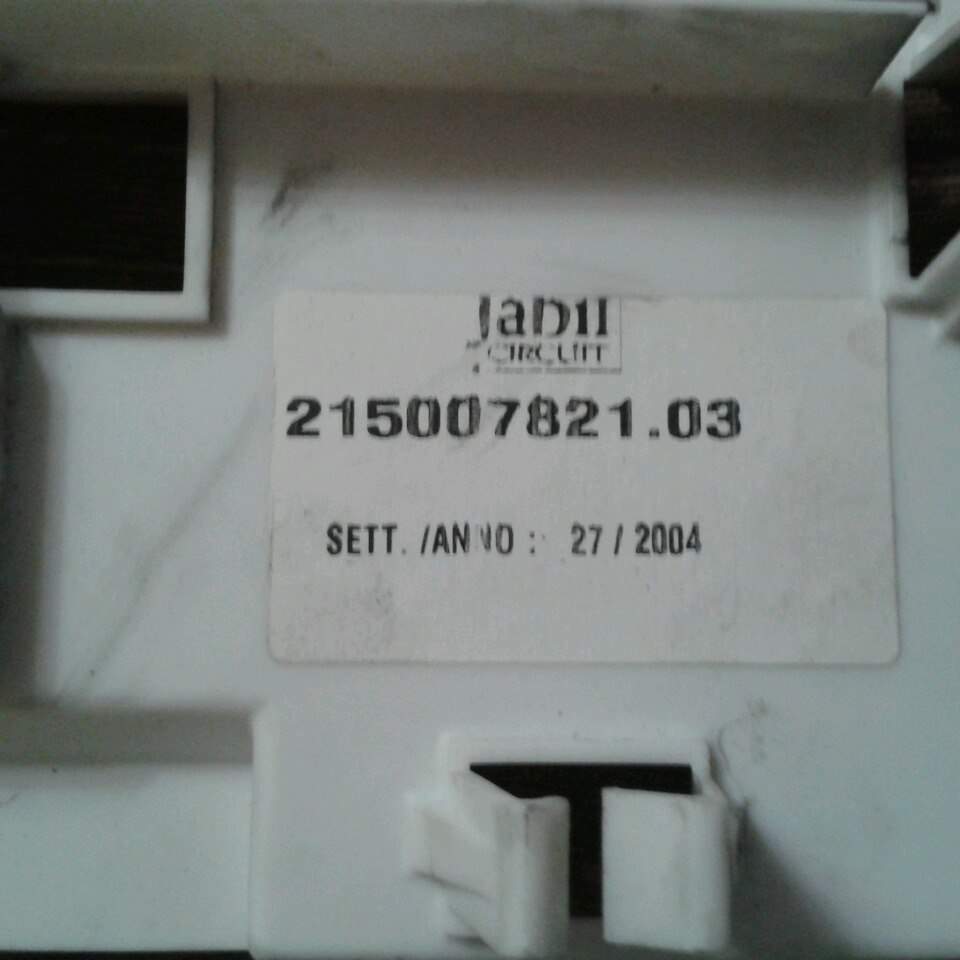 Jabil
CIRCUIT
215007821.03
SETT. /ANNO : 27 / 2004